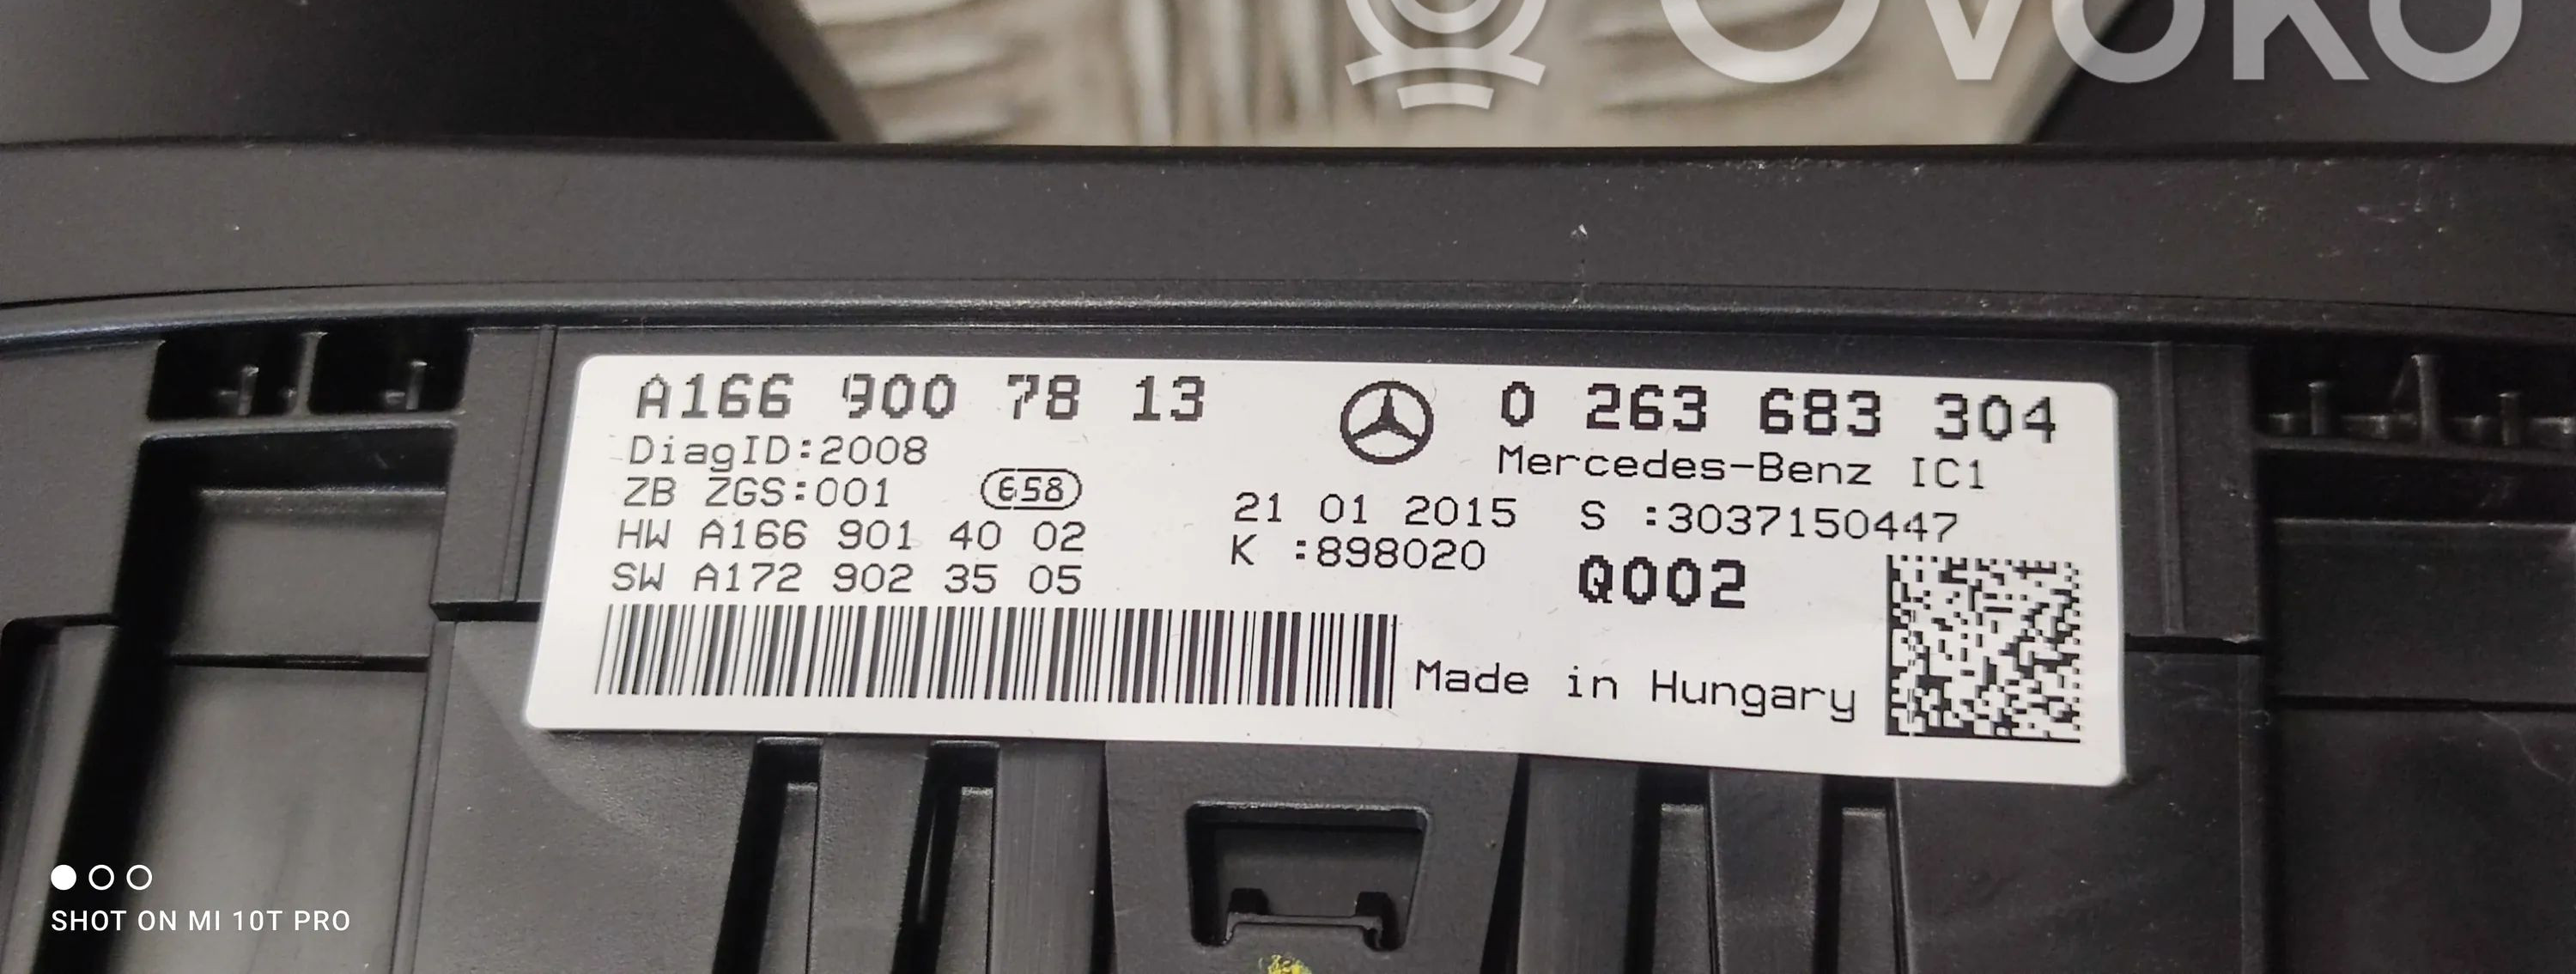 OVOKO
A166 900 78 13
DiagID:2008
ZB ZGS:001 E58
HW A166 901 40 02
SW A172 902 35 05
0 263 683 304
Mercedes-Benz IC1
21 01 2015 S :3037150447
K :898020
Q002
Made in Hungary
SHOT ON MI 10T PRO